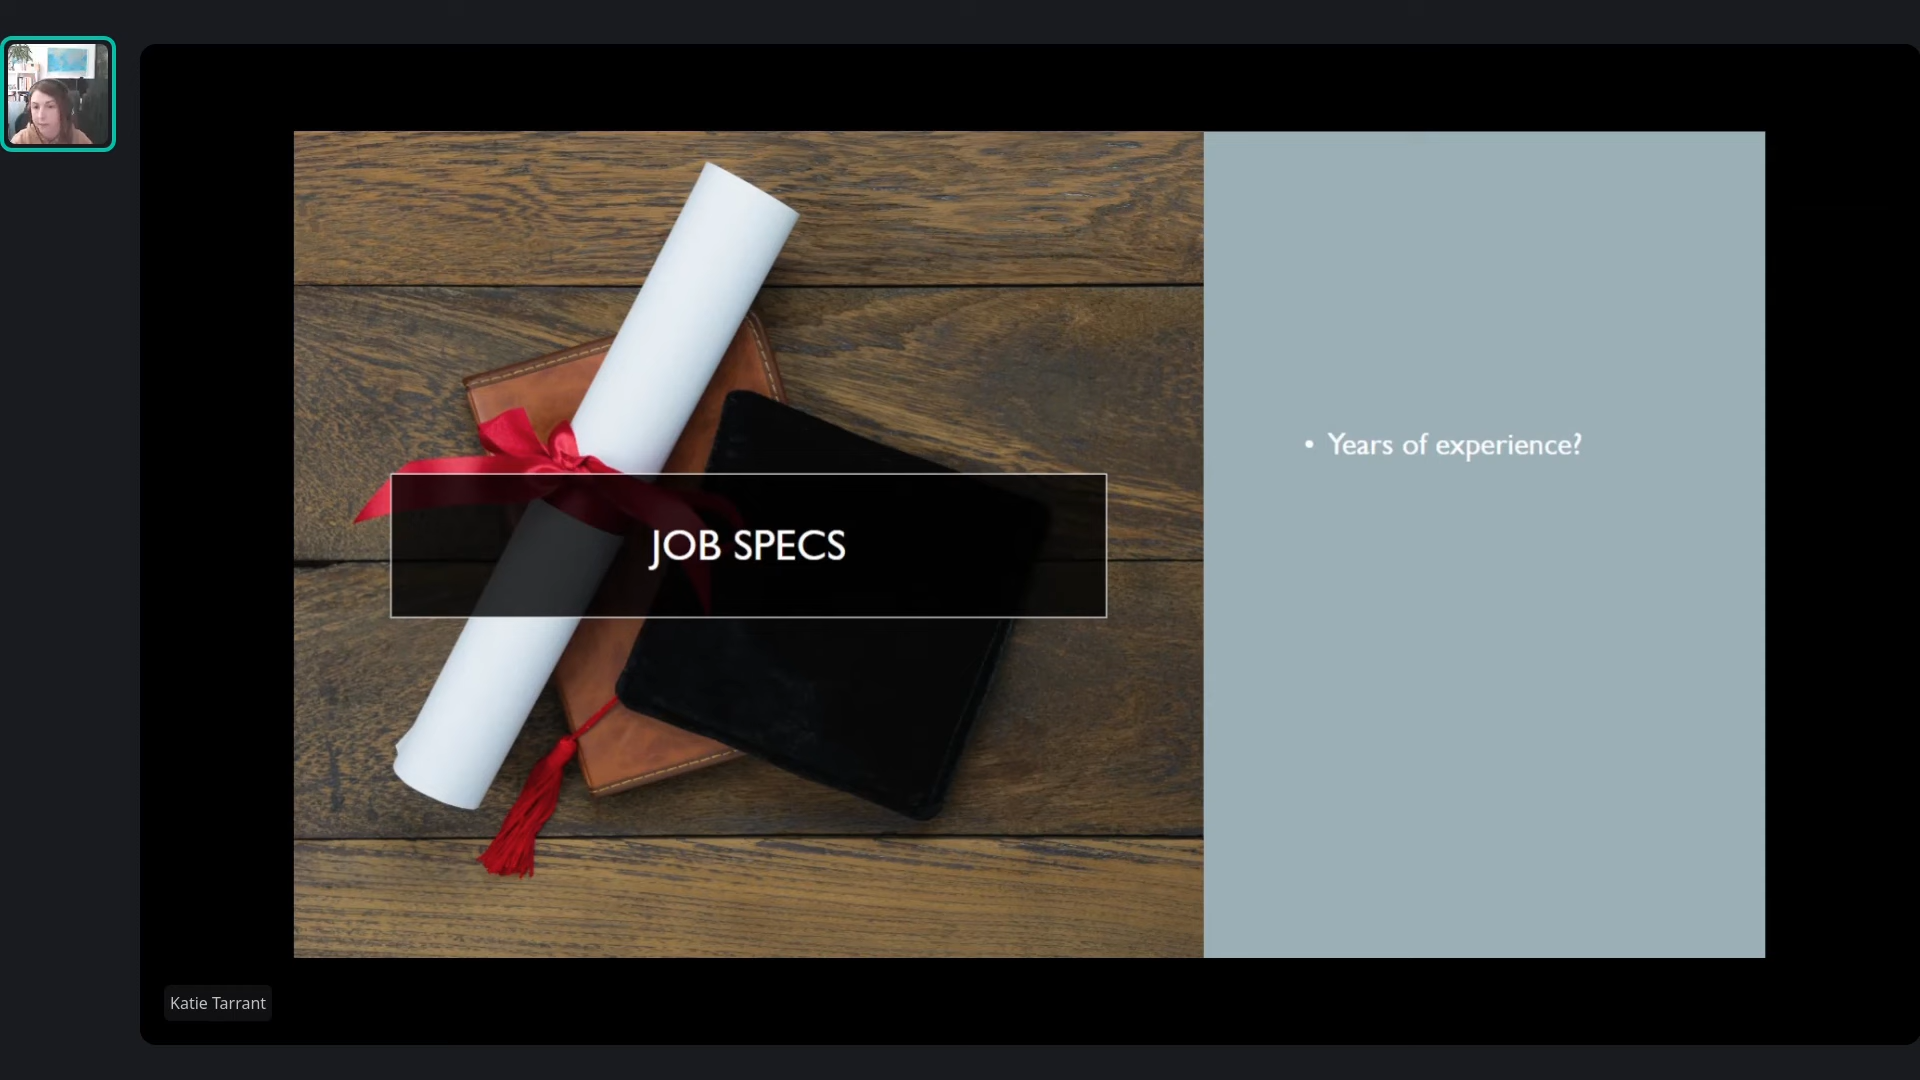 JOB SPECS
• Years of experience?
Katie Tarrant